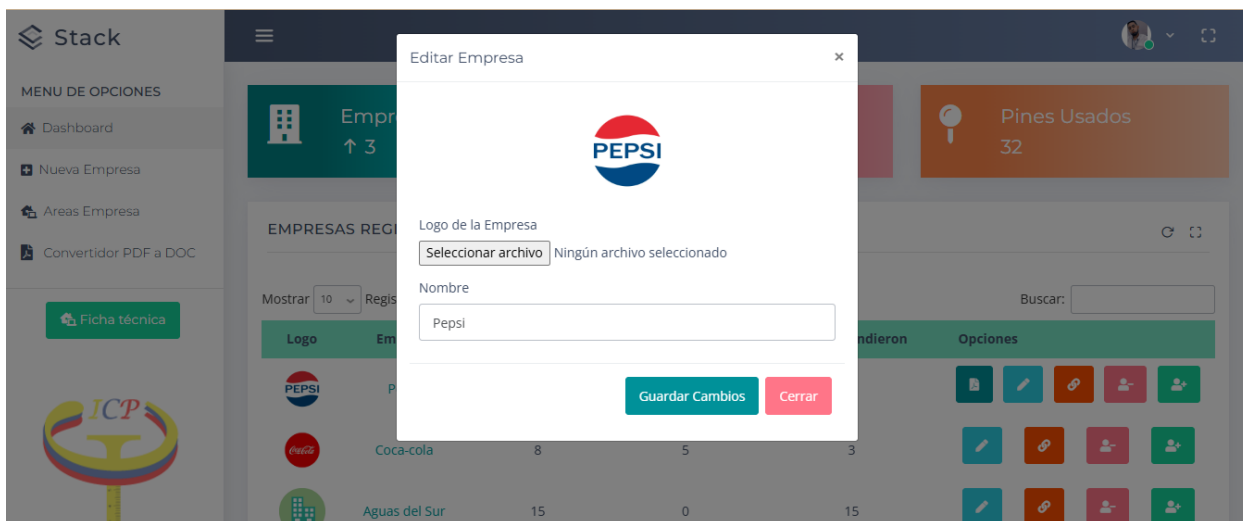 Stack
Editar Empresa
×
MENU DE OPCIONES
Dashboard
Nueva Empresa
Areas Empresa
Convertidor PDF a DOC
Ficha técnica
ICP
Empr
3
Pines Usados
32
PEPSI
Logo de la Empresa
Seleccionar archivo Ningún archivo seleccionado
Nombre
Pepsi
Guardar Cambios Cerrar
EMPRESAS REGI
Mostrar 10 Regis
Buscar:
Logo Em ndieron Opciones
PEPSI P
Coca-Cola Coca-cola 8 5 3
Aguas del Sur 15 0 15